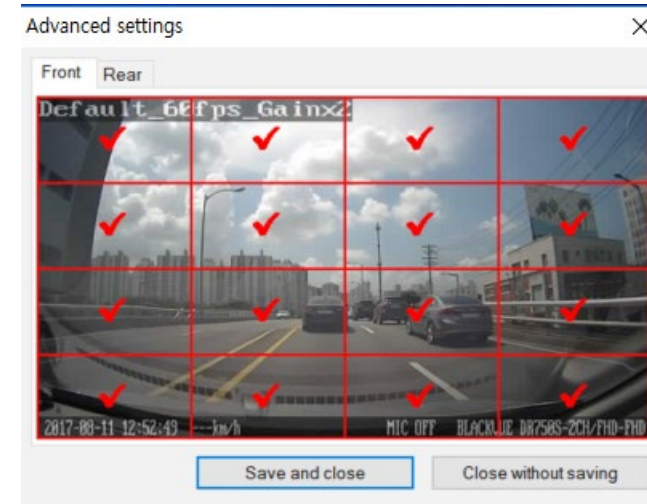 Advanced settings
Front Rear
Default_60fps_Gainx2
2017-08-11 12:52:49 ---km/h MIC OFF BLACKVUE DR750S-2CH/FHD-FHD
Save and close Close without saving